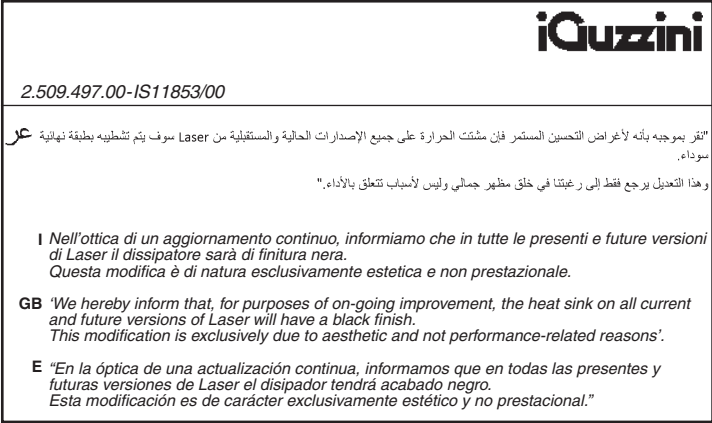 iGuzzini
2.509.497.00-IS11853/00
عر "نقر بموجبه بأنه لأغراض التحسين المستمر فإن مشتت الحرارة على جميع الإصدارات الحالية والمستقبلية من Laser سوف يتم تشطيبه بطبقة نهائية
سوداء.
وهذا التعديل يرجع فقط إلى رغبتنا في خلق مظهر جمالي وليس لأسباب تتعلق بالأداء."
I Nell'ottica di un aggiornamento continuo, informiamo che in tutte le presenti e future versioni
di Laser il dissipatore sarà di finitura nera.
Questa modifica è di natura esclusivamente estetica e non prestazionale.
GB 'We hereby inform that, for purposes of on-going improvement, the heat sink on all current
and future versions of Laser will have a black finish.
This modification is exclusively due to aesthetic and not performance-related reasons'.
E "En la óptica de una actualización continua, informamos que en todas las presentes y
futuras versiones de Laser el disipador tendrá acabado negro.
Esta modificación es de carácter exclusivamente estético y no prestacional."